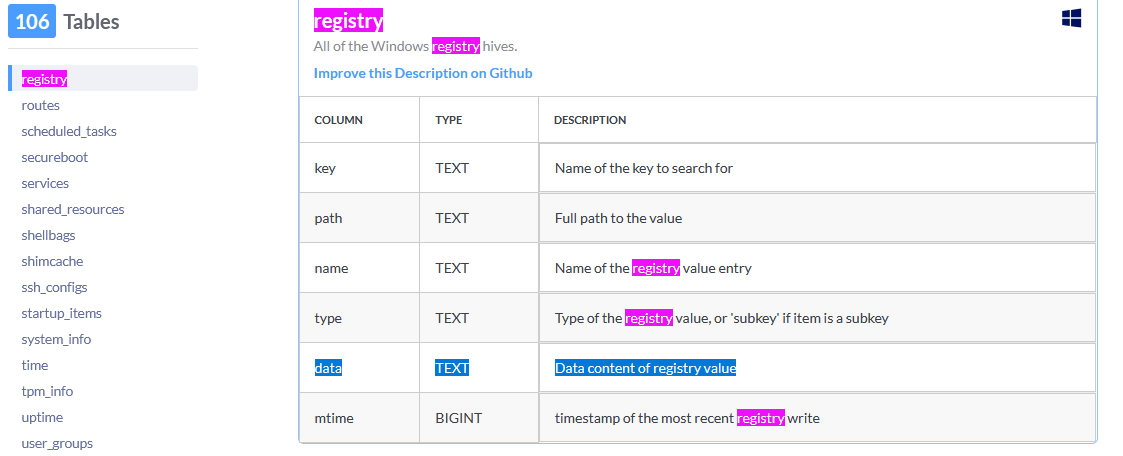 106 Tables
registry
routes
scheduled_tasks
secureboot
services
shared_resources
shellbags
shimcache
ssh_configs
startup_items
system_info
time
tpm_info
uptime
user_groups
registry
All of the Windows registry hives.
Improve this Description on Github
COLUMN TYPE DESCRIPTION
key TEXT Name of the key to search for
path TEXT Full path to the value
name TEXT Name of the registry value entry
type TEXT Type of the registry value, or 'subkey' if item is a subkey
data TEXT Data content of registry value
mtime BIGINT timestamp of the most recent registry write